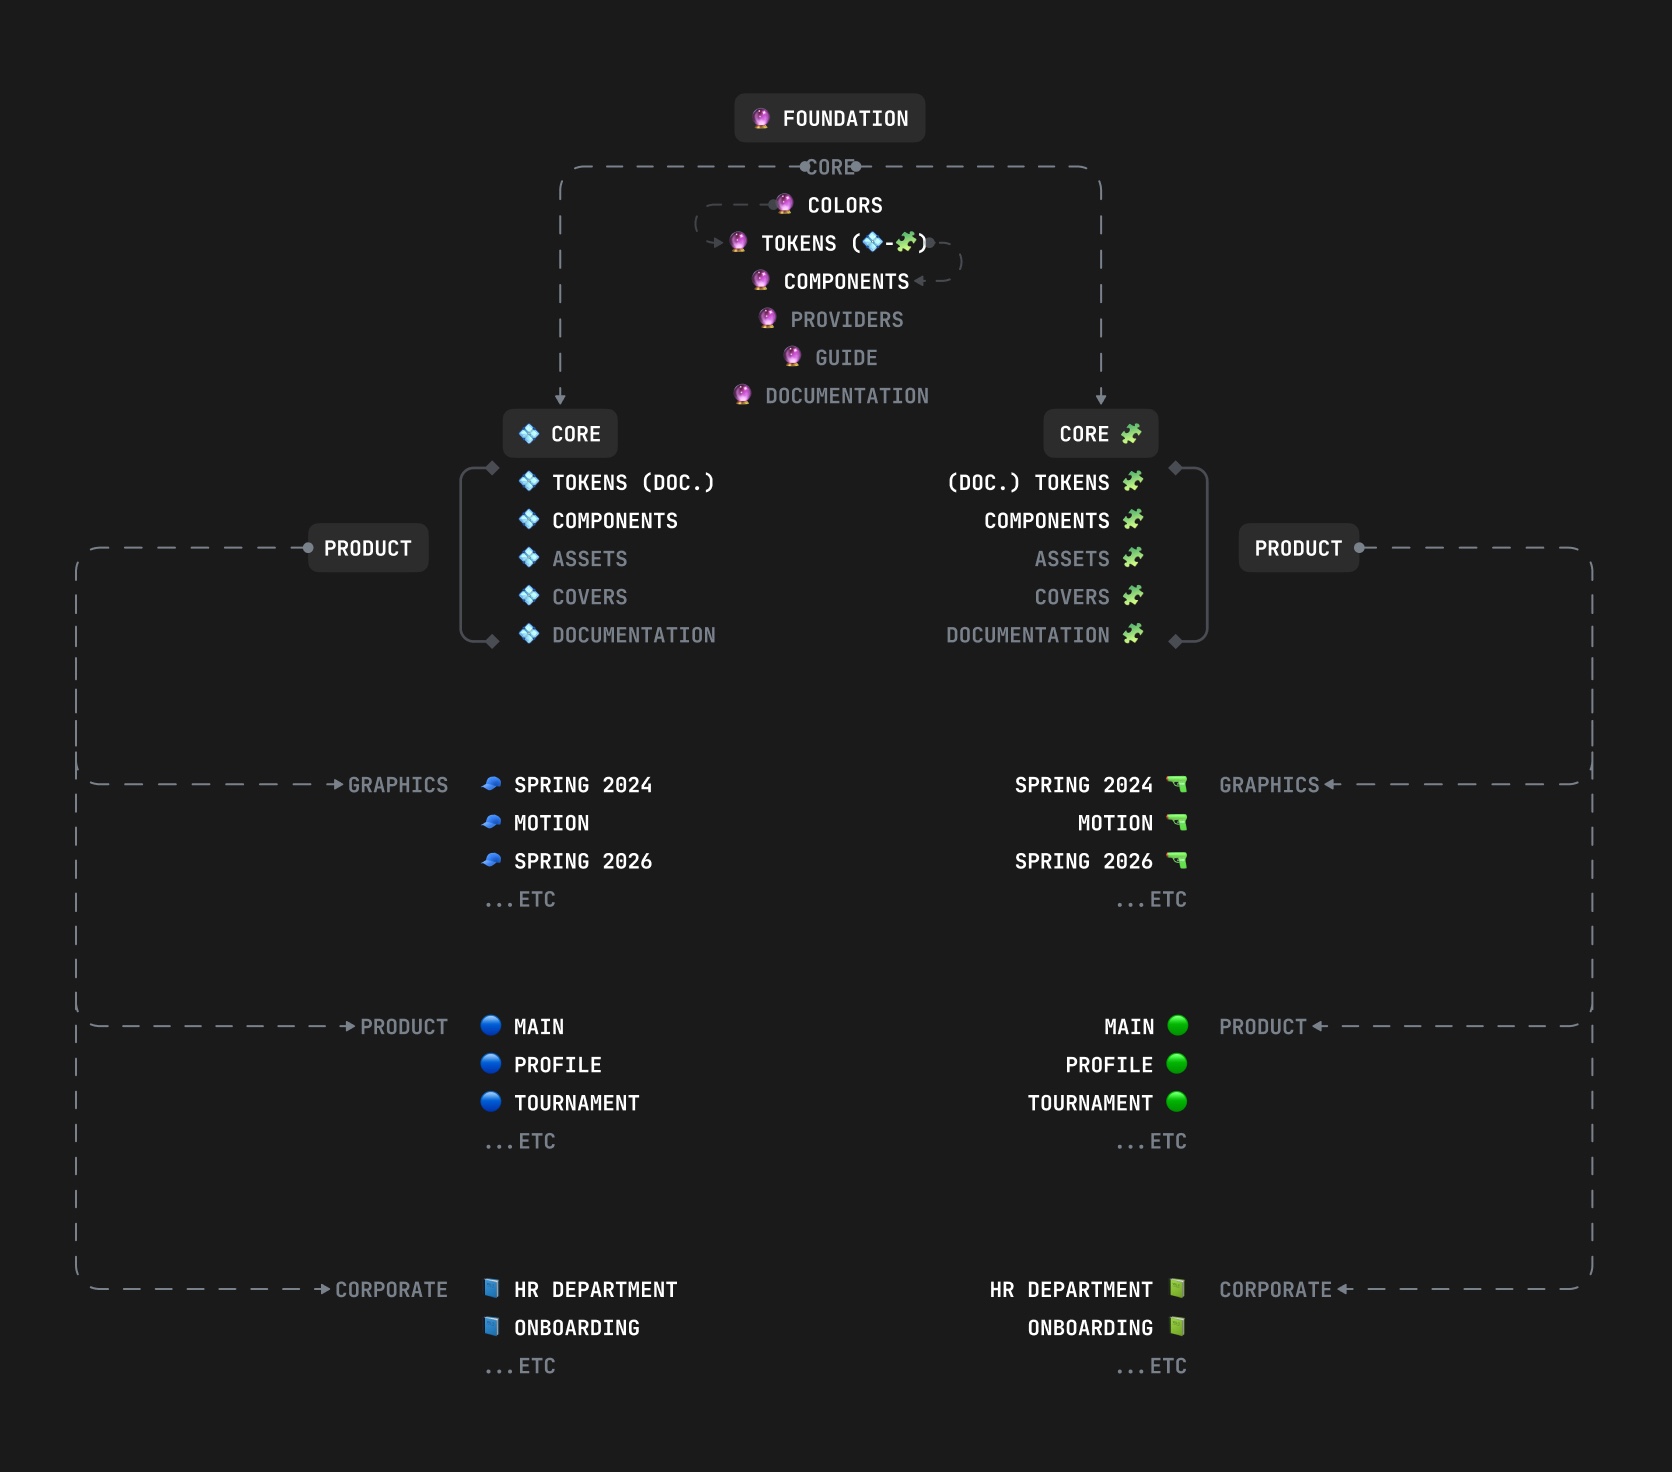 🔮 FOUNDATION
CORE
🔮 COLORS
🔮 TOKENS (💠-🧩)
🔮 COMPONENTS
🔮 PROVIDERS
🔮 GUIDE
🔮 DOCUMENTATION
💠 CORE
💠 TOKENS (DOC.)
💠 COMPONENTS
💠 ASSETS
💠 COVERS
💠 DOCUMENTATION
CORE 🧩
(DOC.) TOKENS 🧩
COMPONENTS 🧩
ASSETS 🧩
COVERS 🧩
DOCUMENTATION 🧩
PRODUCT
PRODUCT
GRAPHICS
🧢 SPRING 2024
🧢 MOTION
🧢 SPRING 2026
...ETC
SPRING 2024 🔫
MOTION 🔫
SPRING 2026 🔫
...ETC
GRAPHICS
PRODUCT
🔵 MAIN
🔵 PROFILE
🔵 TOURNAMENT
...ETC
MAIN 🟢
PROFILE 🟢
TOURNAMENT 🟢
...ETC
PRODUCT
CORPORATE
📘 HR DEPARTMENT
📘 ONBOARDING
...ETC
HR DEPARTMENT 📗
ONBOARDING 📗
...ETC
CORPORATE